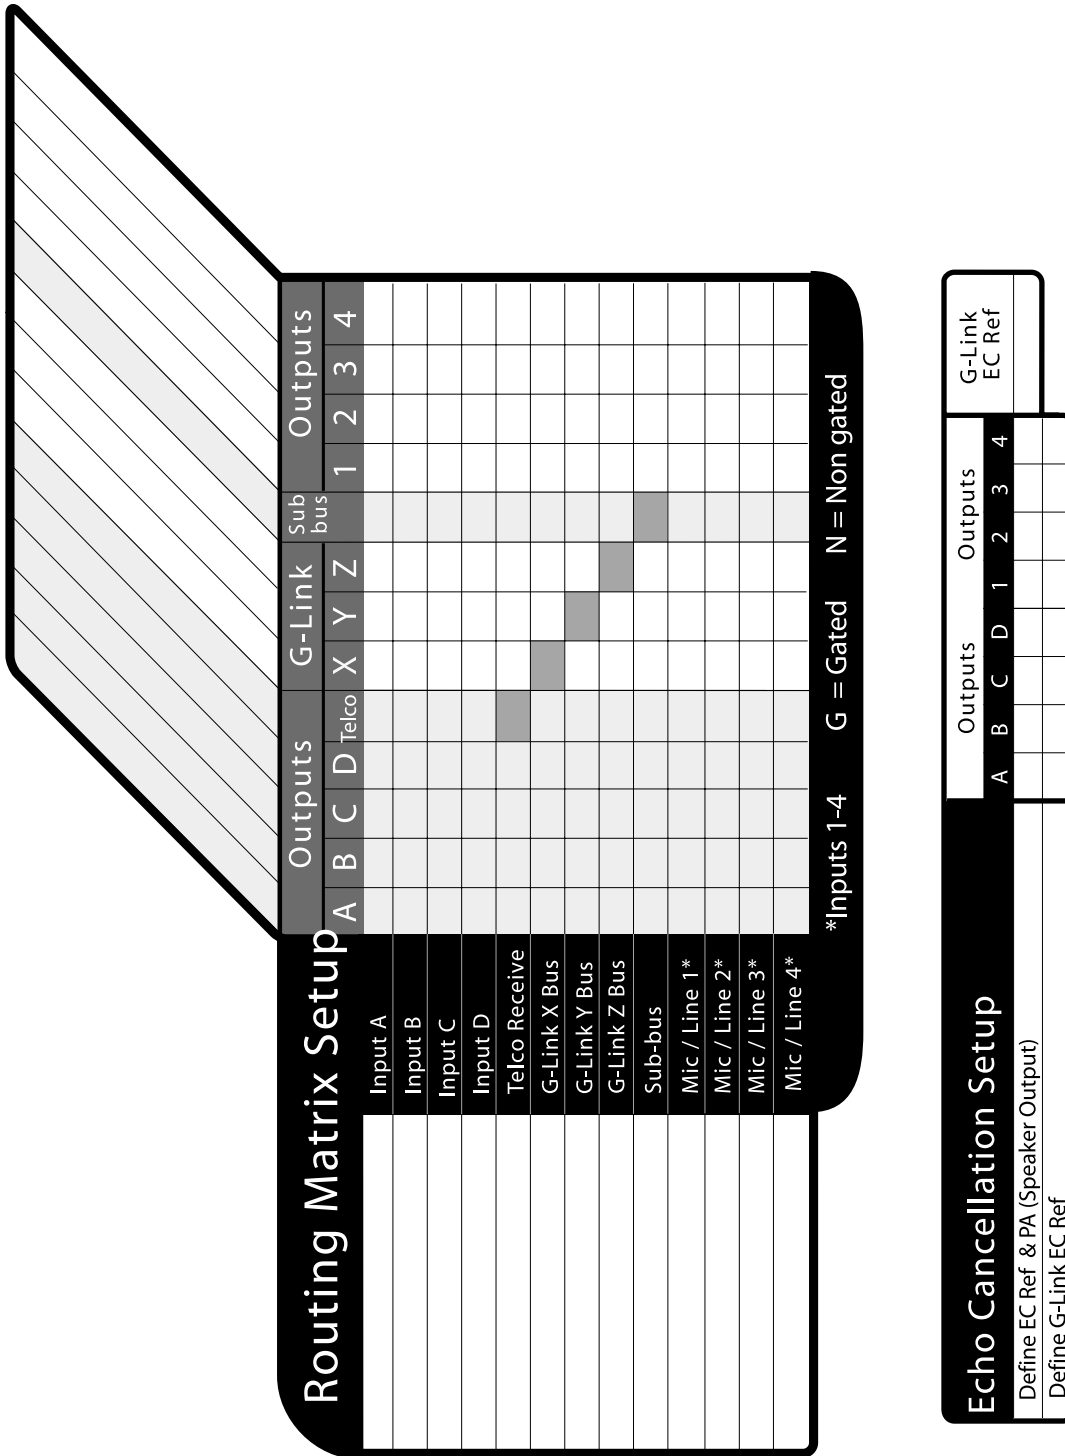 Outputs G-Link Sub bus Outputs
Routing Matrix Setup
A B C D Telco X Y Z 1 2 3 4
Input A
Input B
Input C
Input D
Telco Receive
G-Link X Bus
G-Link Y Bus
G-Link Z Bus
Sub-bus
Mic / Line 1*
Mic / Line 2*
Mic / Line 3*
Mic / Line 4*
*Inputs 1-4 G = Gated N = Non gated
Echo Cancellation Setup
Outputs Outputs
G-Link
EC Ref
A B C D 1 2 3 4
Define EC Ref & PA (Speaker Output)
Define G-Link EC Ref